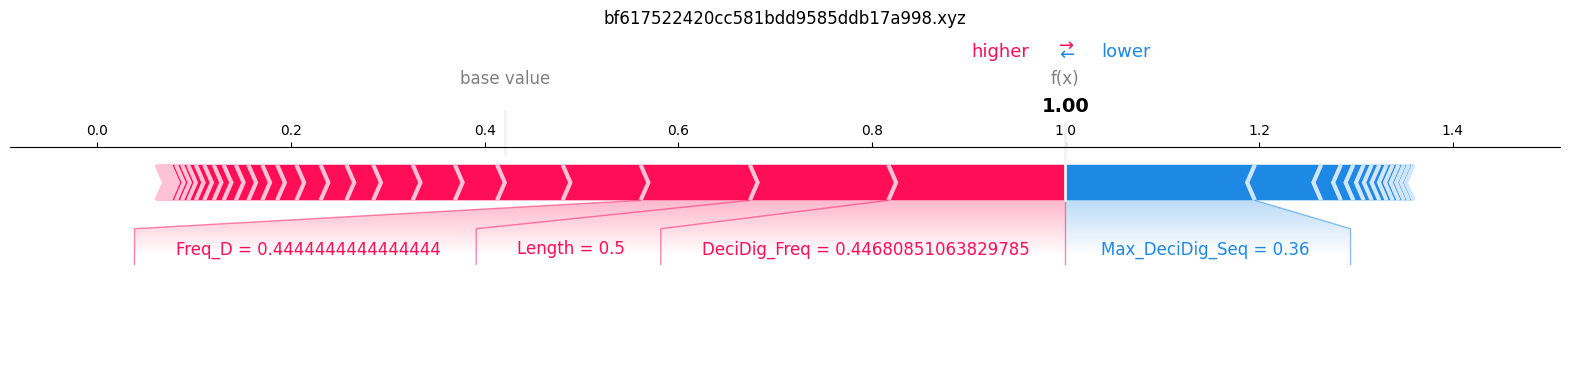 bf617522420cc581bdd9585ddb17a998.xyz
higher → ← lower
base value f(x)
1.00
0.0 0.2 0.4 0.6 0.8 1.0 1.2 1.4
Freq_D = 0.4444444444444444 Length = 0.5 DeciDig_Freq = 0.44680851063829785 Max_DeciDig_Seq = 0.36